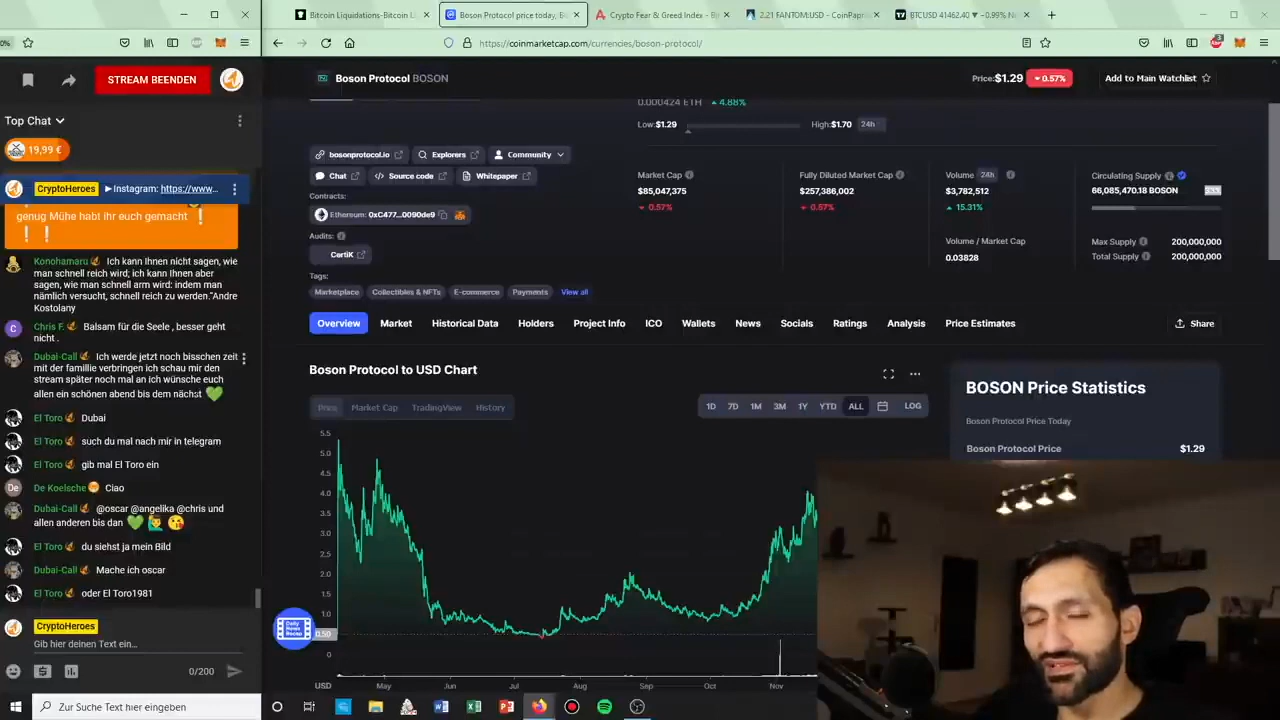 Bitcoin Liquidations-Bitcoin Li
Boson Protocol price today, BO
Crypto Fear & Greed Index – Bit
2.21 FANTOM:USD - CoinPaprik
BTCUSD 41462.40 ▼ −0.99% N
0%
https://coinmarketcap.com/currencies/boson-protocol/
STREAM BEENDEN
Boson Protocol BOSON
Price: $1.29
0.57%
Add to Main Watchlist
Top Chat
19,99 €
CryptoHeroes
►Instagram: https://www...
genug Mühe habt ihr euch gemacht ❗
❗ ❗
Konohamaru Ich kann Ihnen nicht sagen, wie
man schnell reich wird; ich kann Ihnen aber
sagen, wie man schnell arm wird: indem man
nämlich versucht, schnell reich zu werden."Andre
Kostolany
Chris F. Balsam für die Seele , besser geht
nicht .
Dubai-Call Ich werde jetzt noch bisschen zeit
mit der famillie verbringen ich schau mir den
stream später noch mal an ich wünsche euch
allen ein schönen abend bis dem nächst 💚
El Toro Dubai
El Toro such du mal nach mir in telegram
El Toro gib mal El Toro ein
De Koelsche Ciao
Dubai-Call @oscar @angelika @chris und
allen anderen bis dan 💚 🙋‍♂️ 😘
El Toro du siehst ja mein Bild
Dubai-Call Mache ich oscar
El Toro oder El Toro1981
CryptoHeroes
Gib hier deinen Text ein...
0/200
Zur Suche Text hier eingeben
0.000424 ETH ▲ 4.88%
Low: $1.29
High: $1.70
24h
bosonprotocol.io
Explorers
Community
Chat
Source code
Whitepaper
Contracts:
Ethereum: 0xC477...0090de9
Audits:
CertiK
Tags:
Marketplace
Collectibles & NFTs
E-commerce
Payments
View all
Market Cap
$85,047,375
0.57%
Fully Diluted Market Cap
$257,386,002
0.57%
Volume 24h
$3,782,512
15.31%
Volume / Market Cap
0.03828
Circulating Supply
66,085,470.18 BOSON
33%
Max Supply
200,000,000
Total Supply
200,000,000
Overview
Market
Historical Data
Holders
Project Info
ICO
Wallets
News
Socials
Ratings
Analysis
Price Estimates
Share
Boson Protocol to USD Chart
Price
Market Cap
TradingView
History
1D
7D
1M
3M
1Y
YTD
ALL
LOG
BOSON Price Statistics
Boson Protocol Price Today
Boson Protocol Price
$1.29
5.5
5.0
4.5
4.0
3.5
3.0
2.5
2.0
1.5
1.0
0.50
0
USD
May
Jun
Jul
Aug
Sep
Oct
Nov
Daily
News
Recap